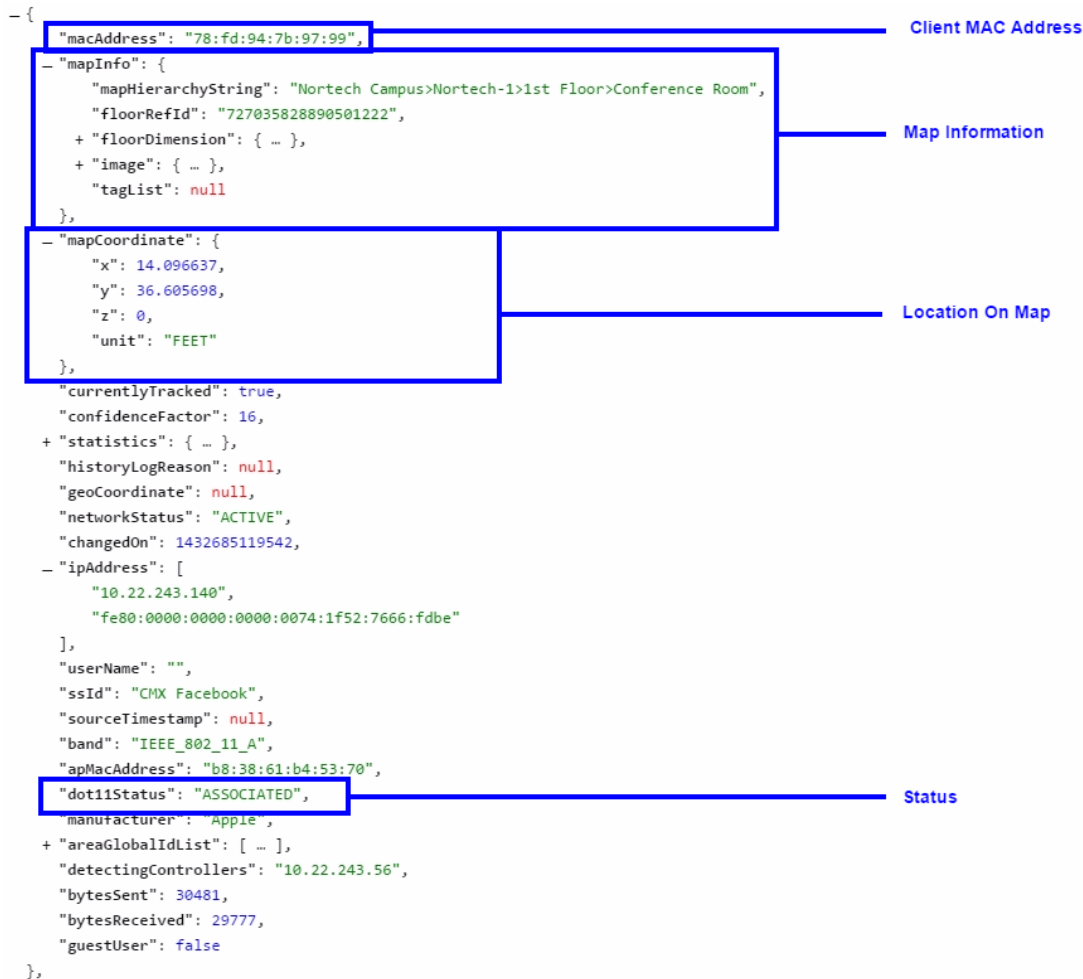 – {
"macAddress": "78:fd:94:7b:97:99",
Client MAC Address
– "mapInfo": {
"mapHierarchyString": "Nortech Campus>Nortech-1>1st Floor>Conference Room",
"floorRefId": "727035828890501222",
+ "floorDimension": { … },
Map Information
+ "image": { … },
"tagList": null
},
– "mapCoordinate": {
"x": 14.096637,
"y": 36.605698,
"z": 0,
Location On Map
"unit": "FEET"
},
"currentlyTracked": true,
"confidenceFactor": 16,
+ "statistics": { … },
"historyLogReason": null,
"geoCoordinate": null,
"networkStatus": "ACTIVE",
"changedOn": 1432685119542,
– "ipAddress": [
"10.22.243.140",
"fe80:0000:0000:0000:0074:1f52:7666:fdbe"
],
"userName": "",
"ssId": "CMX Facebook",
"sourceTimestamp": null,
"band": "IEEE_802_11_A",
"apMacAddress": "b8:38:61:b4:53:70",
"dot11Status": "ASSOCIATED",
Status
"manufacturer": "Apple",
+ "areaGlobalIdList": [ … ],
"detectingControllers": "10.22.243.56",
"bytesSent": 30481,
"bytesReceived": 29777,
"guestUser": false
},